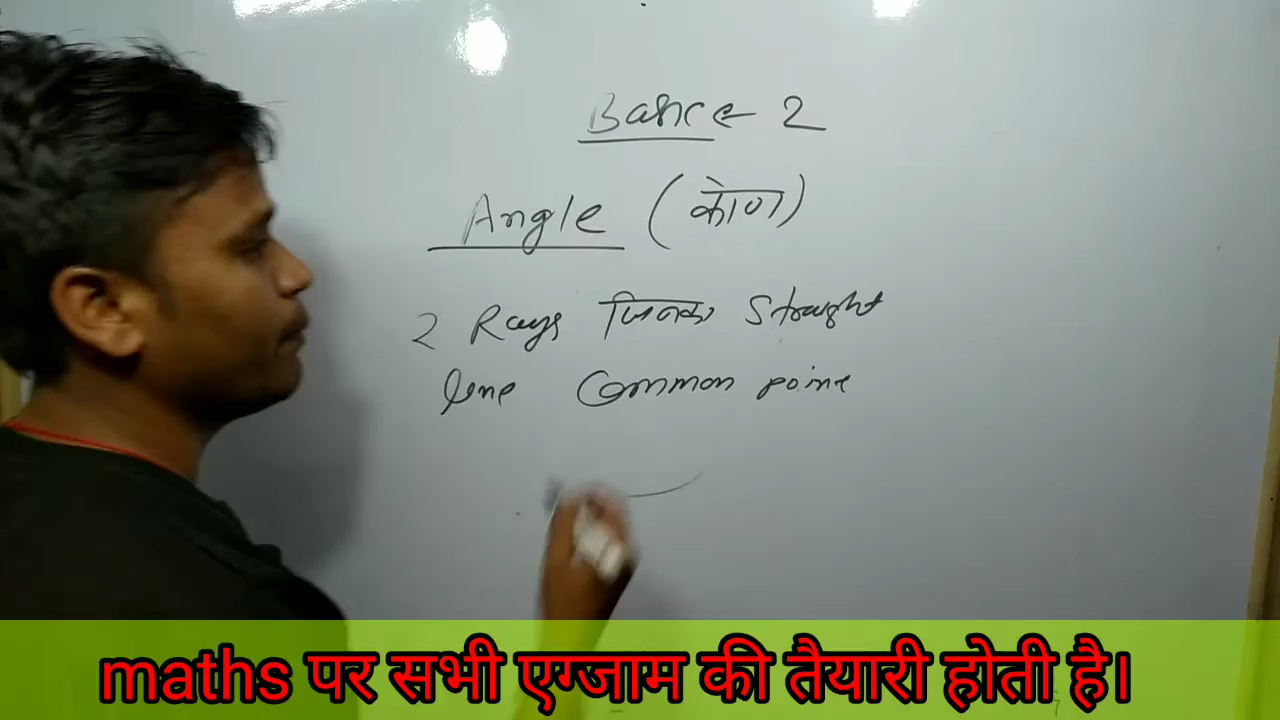 Basice 2
Angle (कोण)
2 Rays जिनका Straight
line Common point
maths पर सभी एग्जाम की तैयारी होती है।